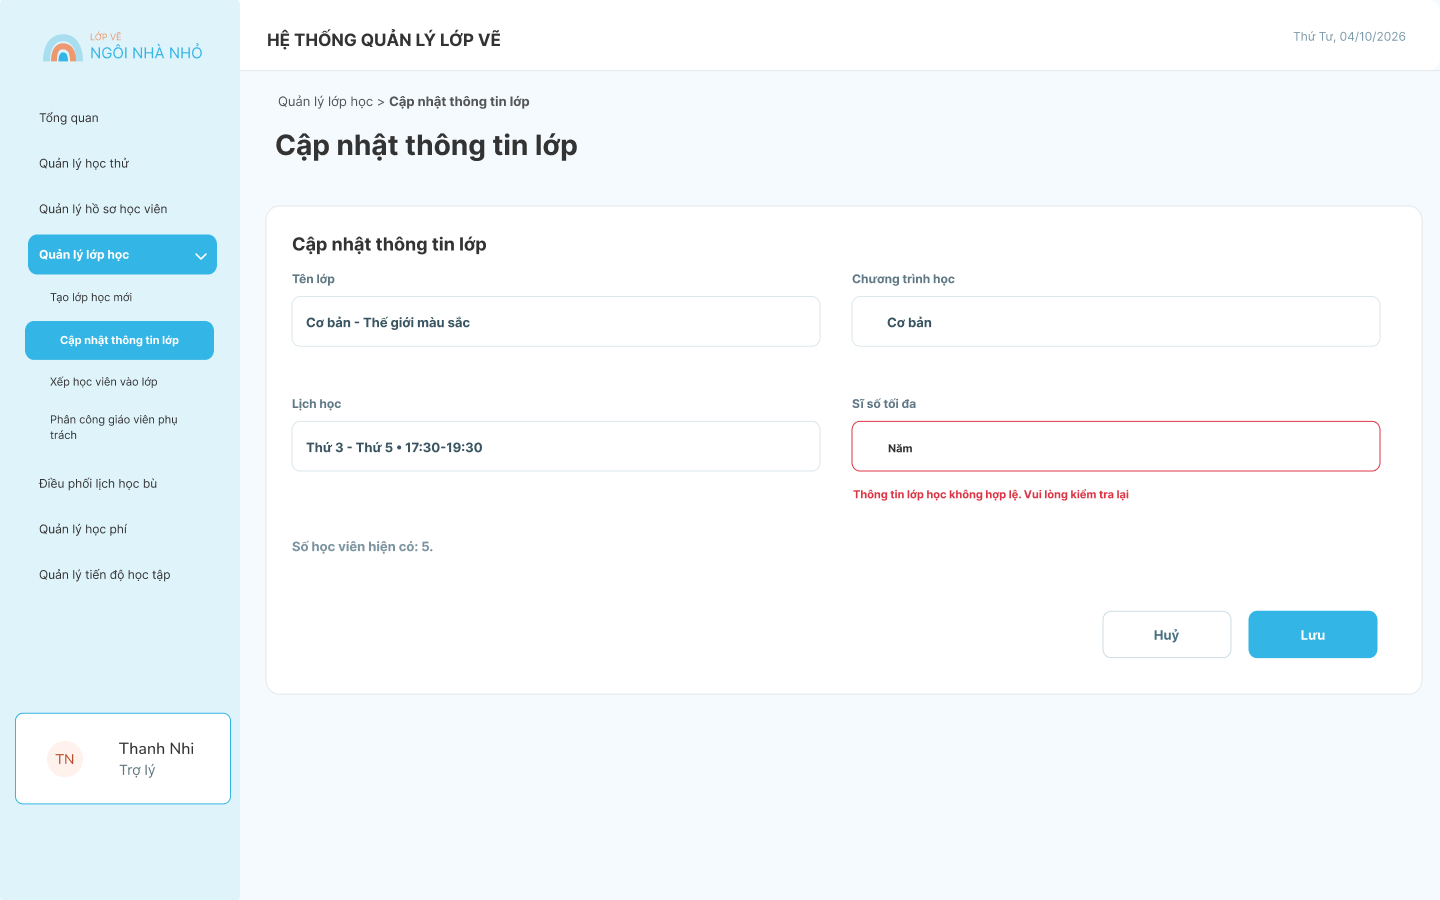 LỚP VẼ
NGÔI NHÀ NHỎ
Tổng quan
Quản lý học thử
Quản lý hồ sơ học viên
Quản lý lớp học
Tạo lớp học mới
Cập nhật thông tin lớp
Xếp học viên vào lớp
Phân công giáo viên phụ
trách
Điều phối lịch học bù
Quản lý học phí
Quản lý tiến độ học tập
TN
Thanh Nhi
Trợ lý
HỆ THỐNG QUẢN LÝ LỚP VẼ
Thứ Tư, 04/10/2026
Quản lý lớp học > Cập nhật thông tin lớp
Cập nhật thông tin lớp
Cập nhật thông tin lớp
Tên lớp
Cơ bản - Thế giới màu sắc
Chương trình học
Cơ bản
Lịch học
Thứ 3 - Thứ 5 • 17:30-19:30
Sĩ số tối đa
Năm
Thông tin lớp học không hợp lệ. Vui lòng kiểm tra lại
Số học viên hiện có: 5.
Huỷ
Lưu